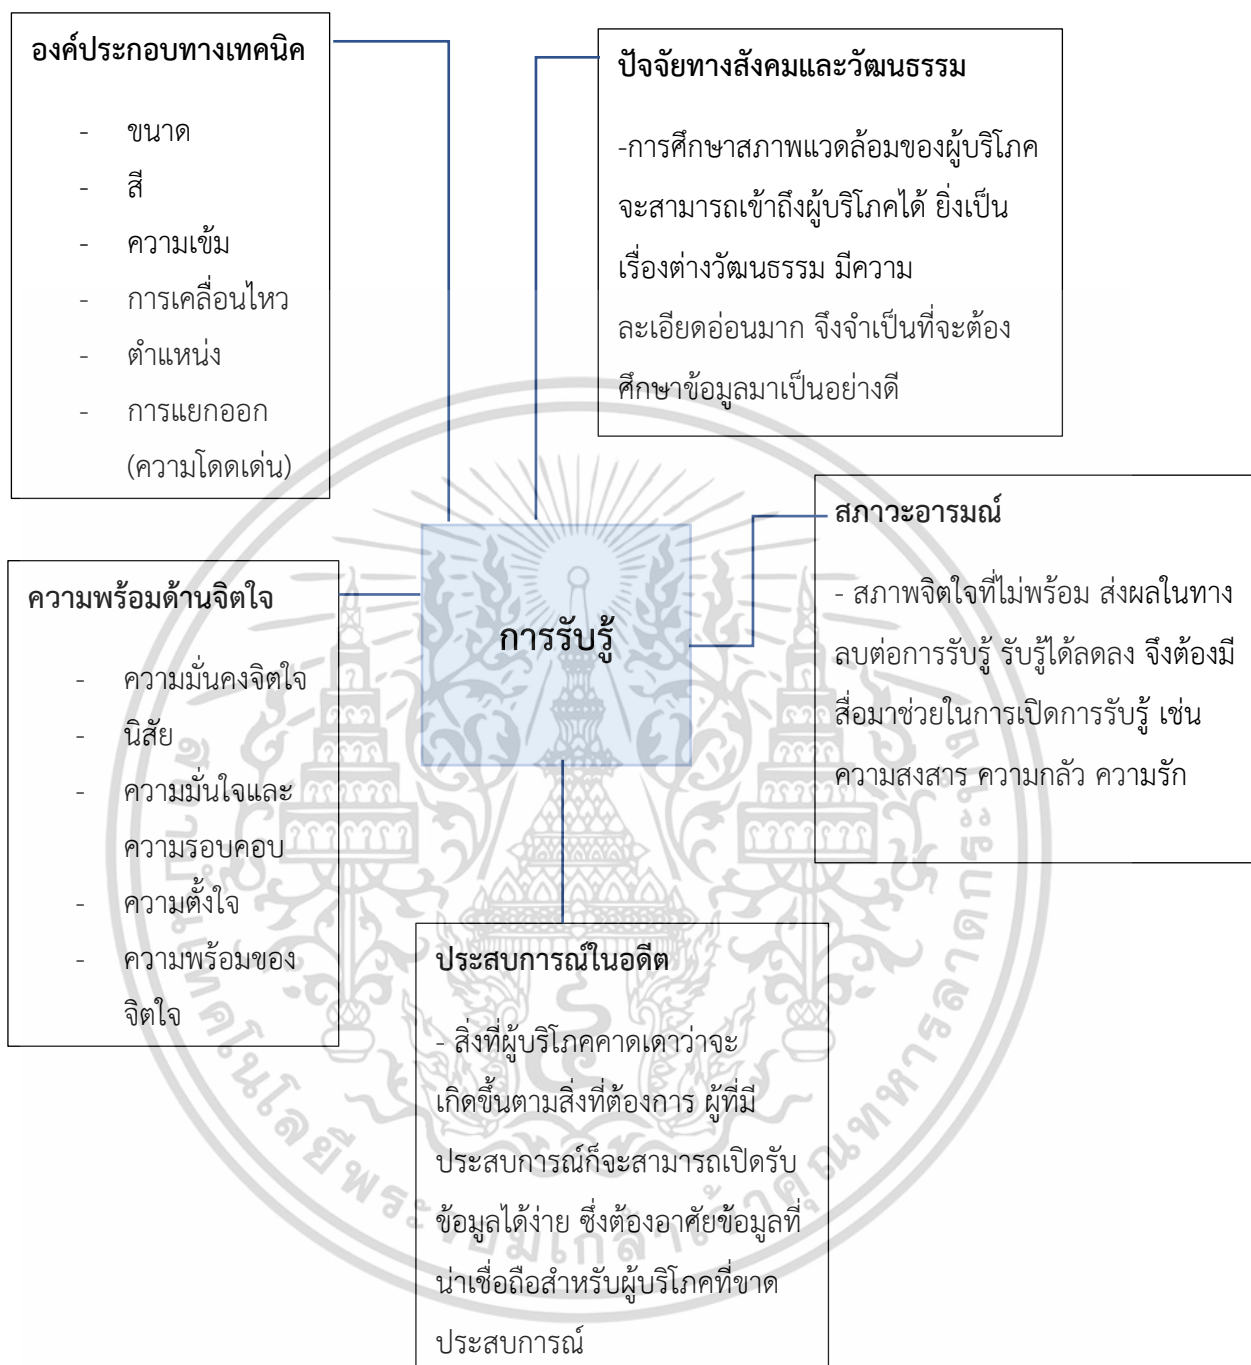 องค์ประกอบทางเทคนิค
- ขนาด
- สี
- ความเข้ม
- การเคลื่อนไหว
- ตำแหน่ง
- การแยกออก
(ความโดดเด่น)
ปัจจัยทางสังคมและวัฒนธรรม
-การศึกษาสภาพแวดล้อมของผู้บริโภค
จะสามารถเข้าถึงผู้บริโภคได้ ยิ่งเป็น
เรื่องต่างวัฒนธรรม มีความ
ละเอียดอ่อนมาก จึงจำเป็นที่จะต้อง
ศึกษาข้อมูลมาเป็นอย่างดี
สภาวะอารมณ์
- สภาพจิตใจที่ไม่พร้อม ส่งผลในทาง
ลบต่อการรับรู้ รับรู้ได้ลดลง จึงต้องมี
สื่อมาช่วยในการเปิดการรับรู้ เช่น
ความสงสาร ความกลัว ความรัก
ความพร้อมด้านจิตใจ
- ความมั่นคงจิตใจ
- นิสัย
- ความมั่นใจและ
ความรอบคอบ
- ความตั้งใจ
- ความพร้อมของ
จิตใจ
การรับรู้
ประสบการณ์ในอดีต
- สิ่งที่ผู้บริโภคคาดเดาว่าจะ
เกิดขึ้นตามสิ่งที่ต้องการ ผู้ที่มี
ประสบการณ์ก็จะสามารถเปิดรับ
ข้อมูลได้ง่าย ซึ่งต้องอาศัยข้อมูลที่
น่าเชื่อถือสำหรับผู้บริโภคที่ขาด
ประสบการณ์